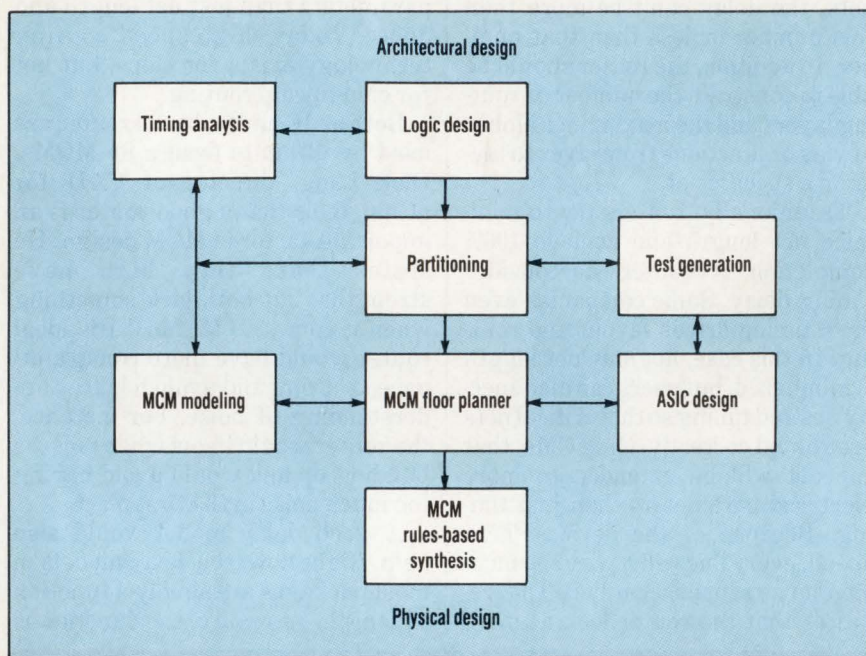 Architectural design
Timing analysis
Logic design
Partitioning
Test generation
MCM modeling
MCM floor planner
ASIC design
MCM
rules-based
synthesis
Physical design